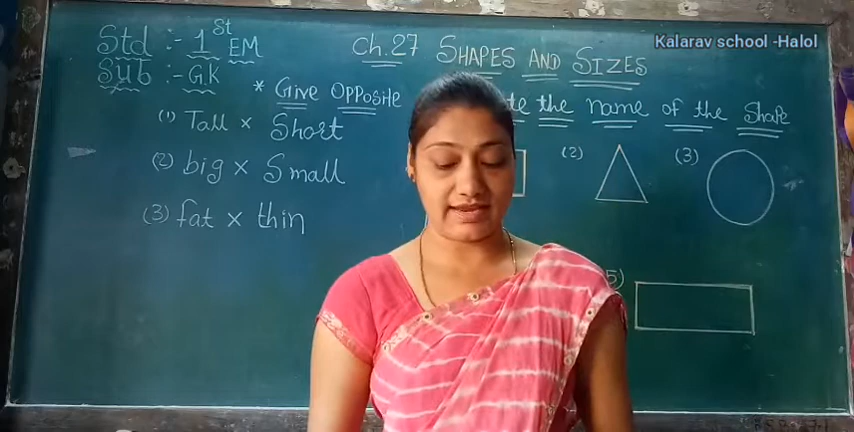 Kalarav school -Halol
Std :- 1st EM
Ch.27 SHAPES AND SIZES
Sub :- GK
* Give Opposite
the name of the shape
(1) Tall × Short
(2)
(3)
(2) big × Small
(3) fat × thin
5)